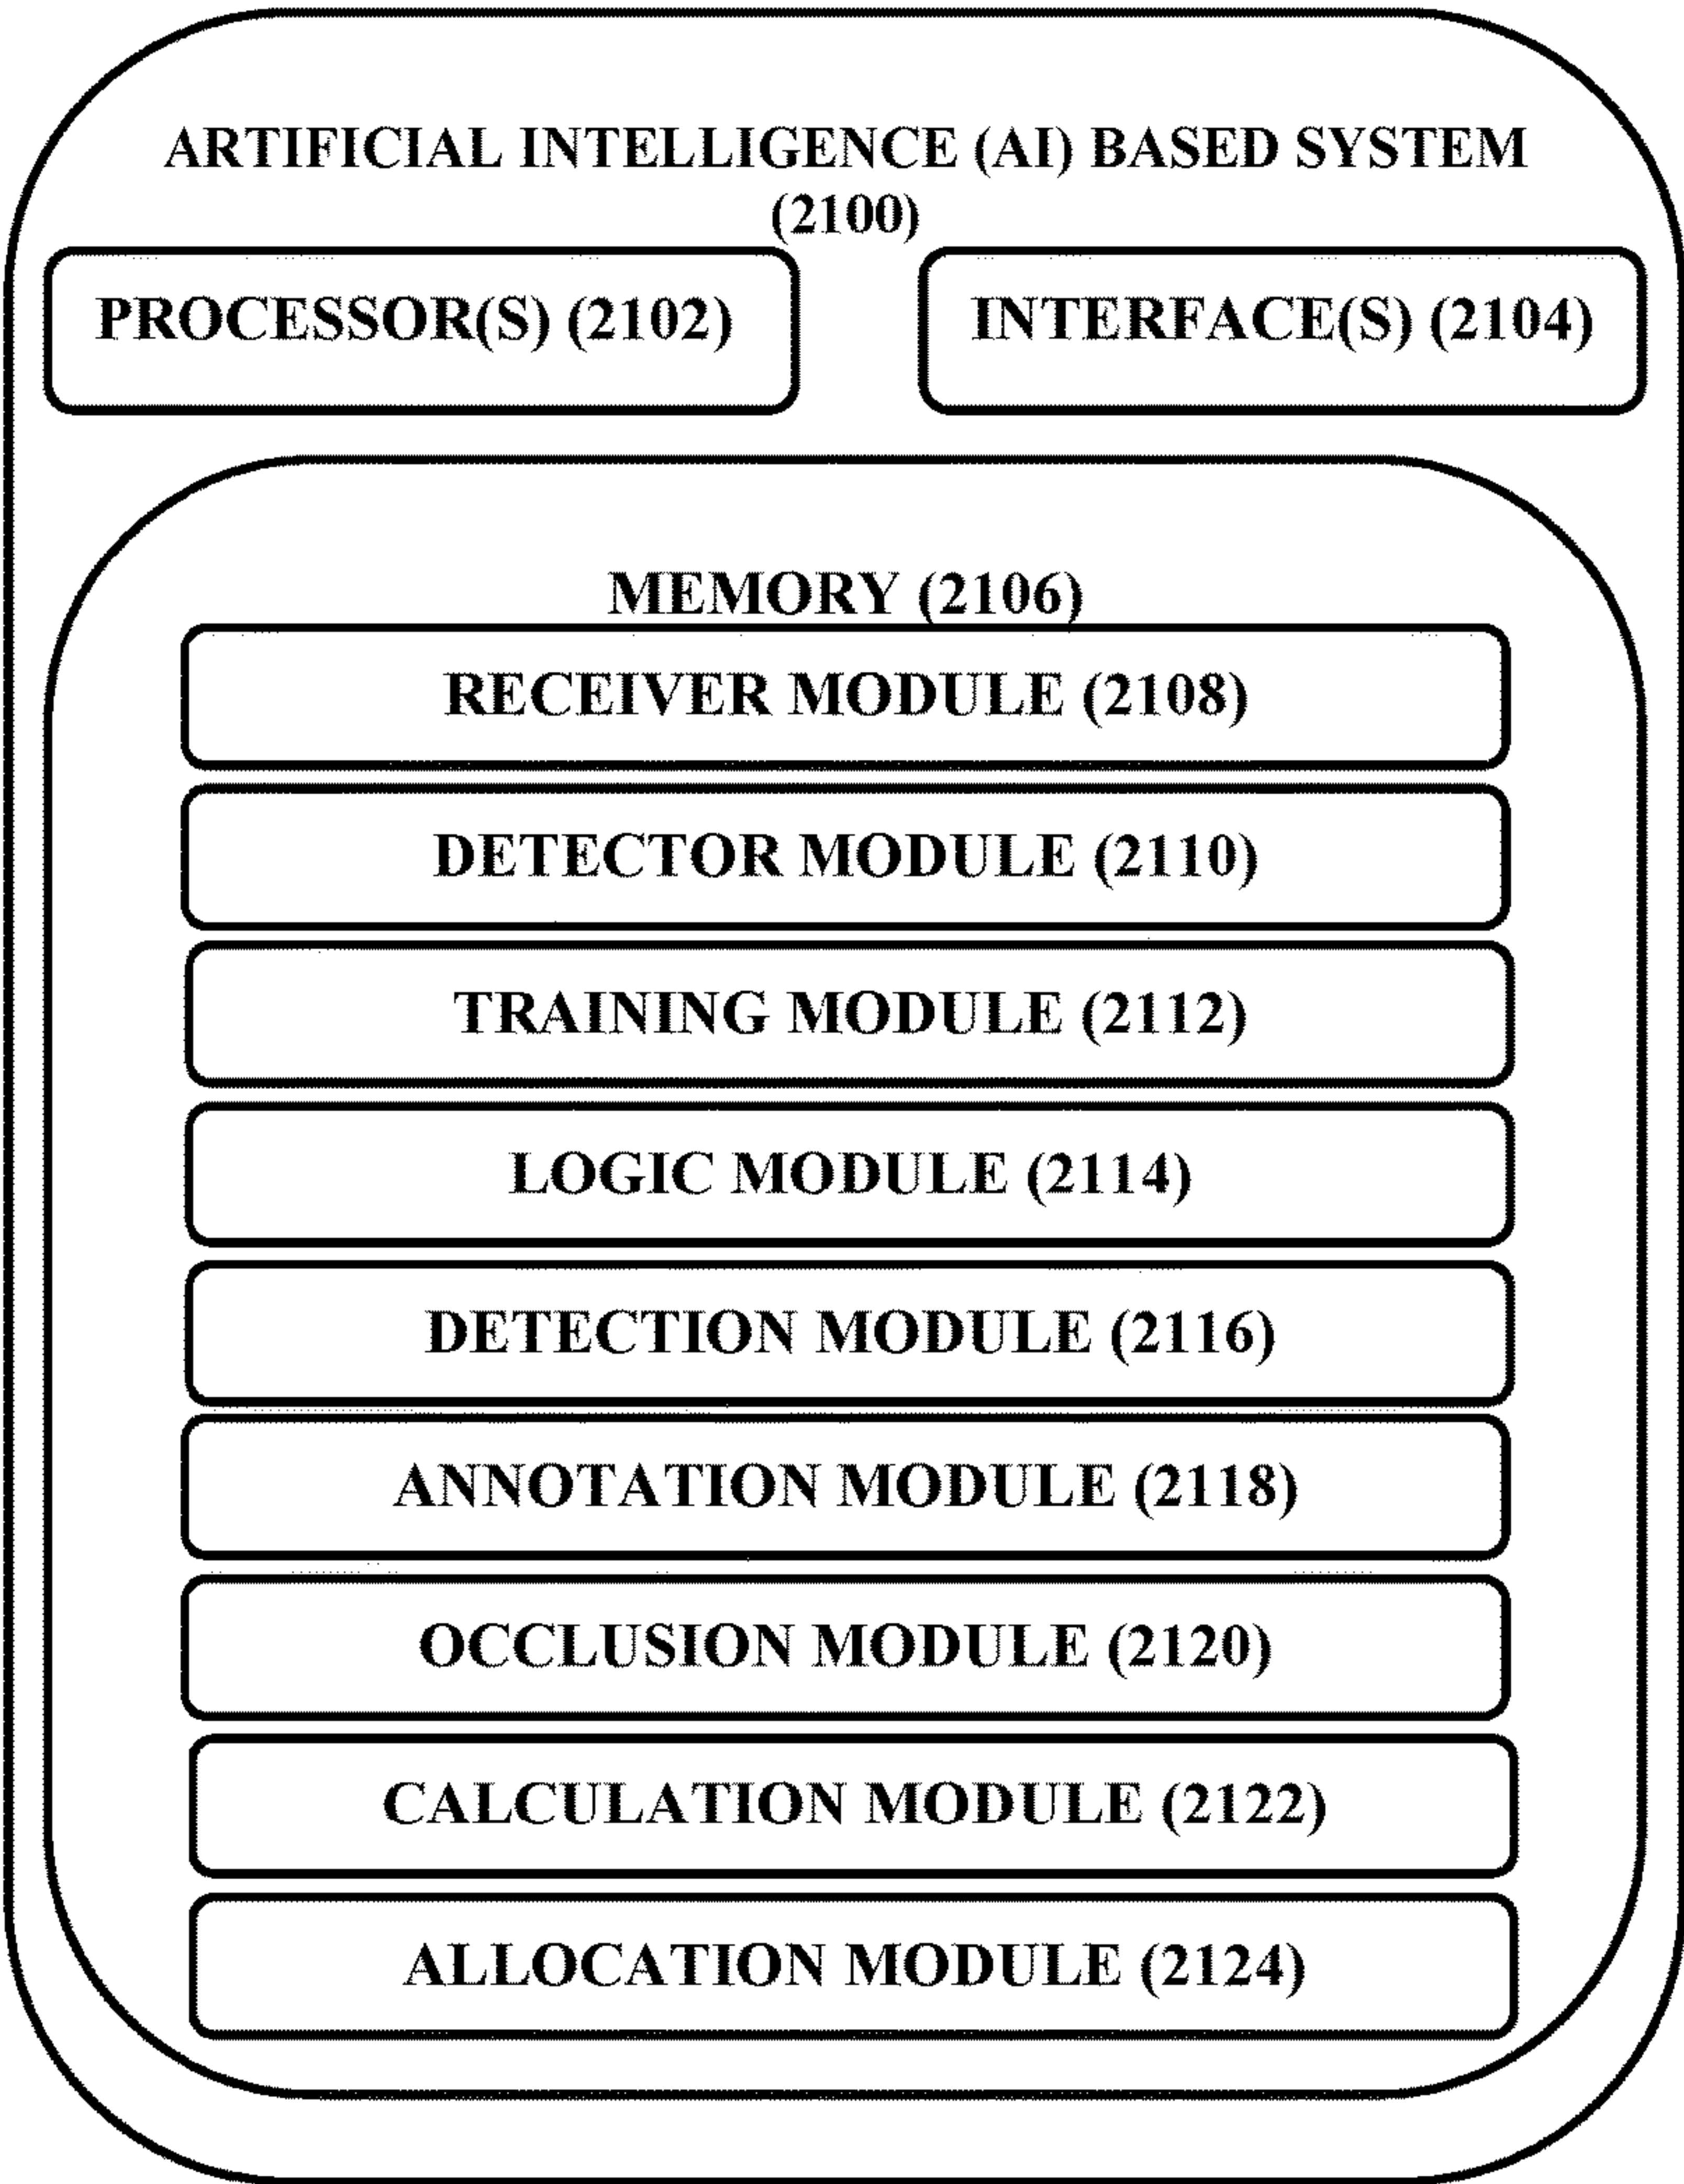 ARTIFICIAL INTELLIGENCE (AI) BASED SYSTEM
(2100)
PROCESSOR(S) (2102)
INTERFACE(S) (2104)
MEMORY (2106)
RECEIVER MODULE (2108)
DETECTOR MODULE (2110)
TRAINING MODULE (2112)
LOGIC MODULE (2114)
DETECTION MODULE (2116)
ANNOTATION MODULE (2118)
OCCLUSION MODULE (2120)
CALCULATION MODULE (2122)
ALLOCATION MODULE (2124)